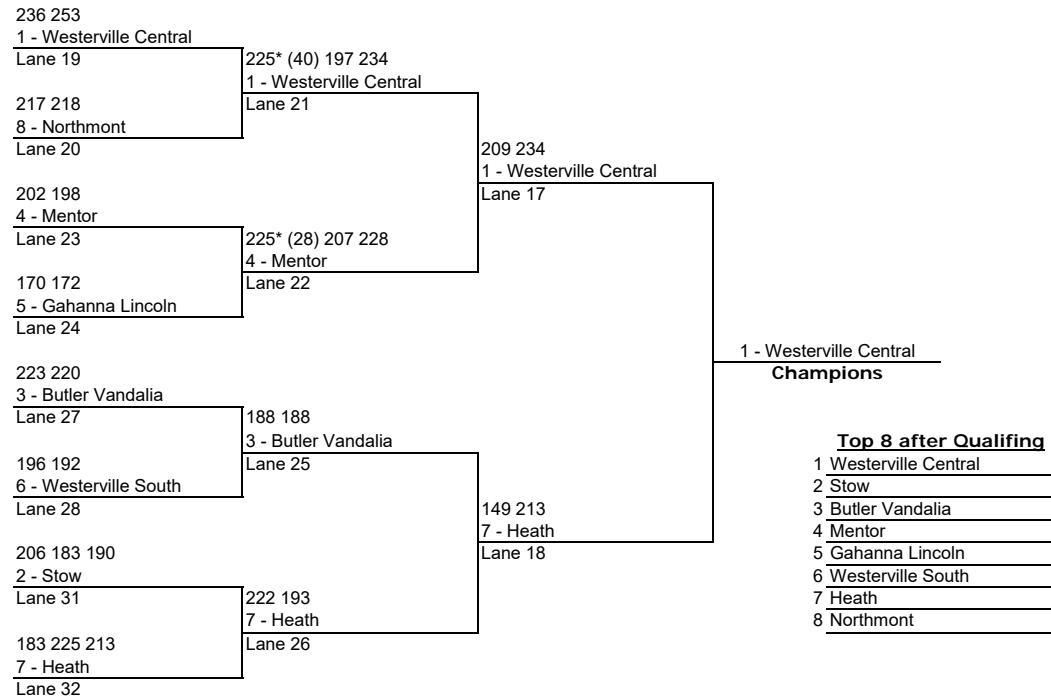 236 253
1 - Westerville Central
Lane 19
225* (40) 197 234
1 - Westerville Central
Lane 21
217 218
8 - Northmont
Lane 20
209 234
1 - Westerville Central
Lane 17
202 198
4 - Mentor
Lane 23
225* (28) 207 228
4 - Mentor
Lane 22
170 172
5 - Gahanna Lincoln
Lane 24
1 - Westerville Central
Champions
223 220
3 - Butler Vandalia
Lane 27
188 188
3 - Butler Vandalia
Lane 25
196 192
6 - Westerville South
Lane 28
149 213
7 - Heath
Lane 18
206 183 190
2 - Stow
Lane 31
222 193
7 - Heath
Lane 26
183 225 213
7 - Heath
Lane 32
Top 8 after Qualifing
1 Westerville Central
2 Stow
3 Butler Vandalia
4 Mentor
5 Gahanna Lincoln
6 Westerville South
7 Heath
8 Northmont